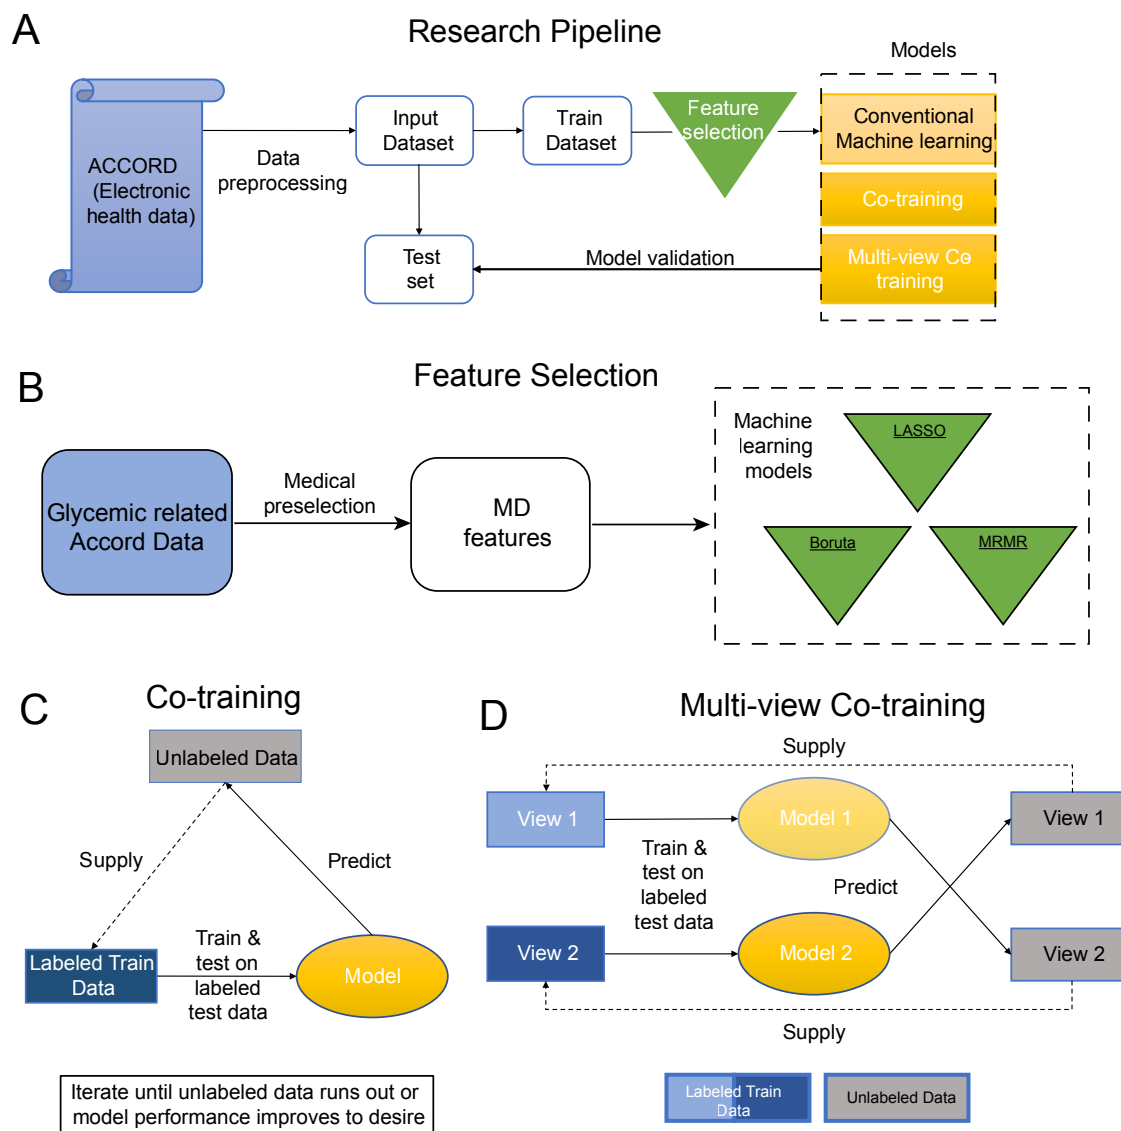 A
Research Pipeline
Models
ACCORD
(Electronic
health data)
Data
preprocessing
Input
Dataset
Train
Dataset
Feature
selection
Conventional
Machine learning
Co-training
Multi-view Co
training
Test
set
Model validation
B
Feature Selection
Glycemic related
Accord Data
Medical
preselection
MD
features
Machine
learning
models
LASSO
Boruta
MRMR
C
Co-training
Unlabeled Data
Supply
Predict
Labeled Train
Data
Train &
test on
labeled
test data
Model
Iterate until unlabeled data runs out or
model performance improves to desire
D
Multi-view Co-training
Supply
View 1
Model 1
View 1
Train &
test on
labeled
test data
Predict
View 2
Model 2
View 2
Supply
Labeled Train
Data
Unlabeled Data